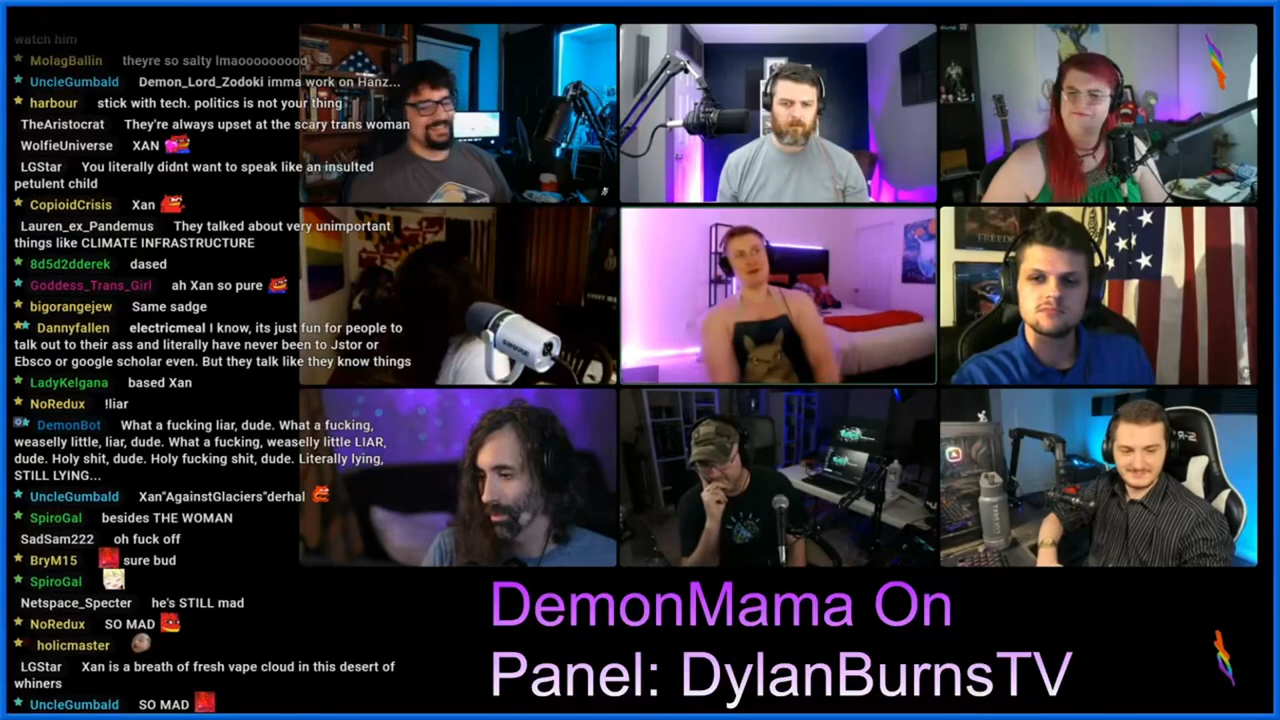 watch him
MolagBallin theyre so salty lmaooooooooo
UncleGumbald Demon_Lord_Zodoki imma work on Hanz...
harbour stick with tech. politics is not your thing
TheAristocrat They're always upset at the scary trans woman
WolfieUniverse XAN
LGStar You literally didnt want to speak like an insulted
petulent child
CopioidCrisis Xan
Lauren_ex_Pandemus They talked about very unimportant
things like CLIMATE INFRASTRUCTURE
8d5d2dderek dased
Goddess_Trans_Girl ah Xan so pure
bigorangejew Same sadge
Dannyfallen electricmeal I know, its just fun for people to
talk out to their ass and literally have never been to Jstor or
Ebsco or google scholar even. But they talk like they know things
LadyKelgana based Xan
NoRedux !liar
DemonBot What a fucking liar, dude. What a fucking,
weaselly little, liar, dude. What a fucking, weaselly little LIAR,
dude. Holy shit, dude. Holy fucking shit, dude. Literally lying,
STILL LYING...
UncleGumbald Xan"AgainstGlaciers"derhal
SpiroGal besides THE WOMAN
SadSam222 oh fuck off
BryM15 sure bud
SpiroGal
Netspace_Specter he's STILL mad
NoRedux SO MAD
holicmaster
LGStar Xan is a breath of fresh vape cloud in this desert of
whiners
UncleGumbald SO MAD
FREEDO
SHURE
DemonMama On
Panel: DylanBurnsTV